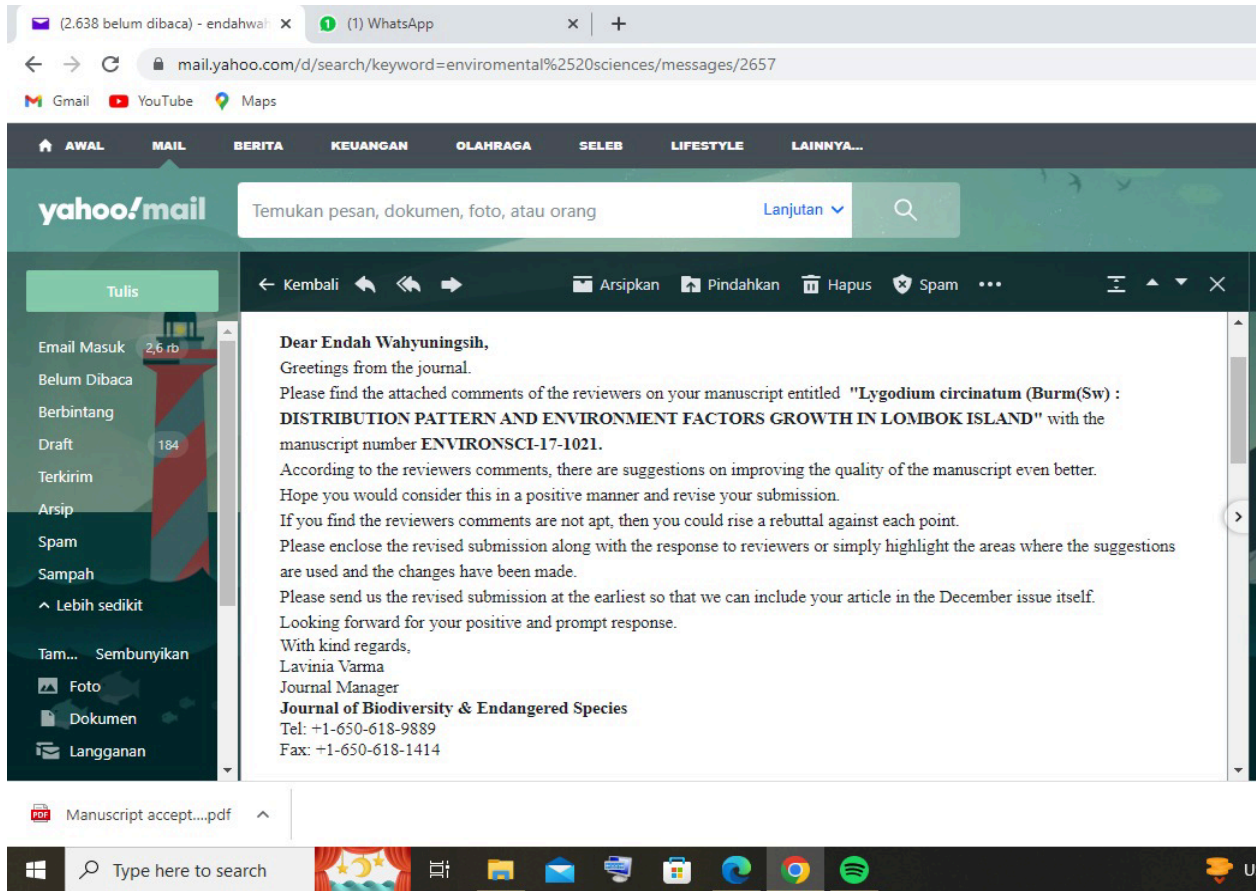 (2.638 belum dibaca) - endahwah
(1) WhatsApp
mail.yahoo.com/d/search/keyword=enviromental%2520sciences/messages/2657
Gmail YouTube Maps
AWAL MAIL BERITA KEUANGAN OLAHRAGA SELEB LIFESTYLE LAINNYA...
yahoo!mail
Temukan pesan, dokumen, foto, atau orang
Lanjutan
Tulis
Kembali Arsipkan Pindahkan Hapus Spam
Email Masuk 2,6 rb
Belum Dibaca
Berbintang
Draft 184
Terkirim
Arsip
Spam
Sampah
Lebih sedikit
Tam... Sembunyikan
Foto
Dokumen
Langganan
Dear Endah Wahyuningsih,
Greetings from the journal.
Please find the attached comments of the reviewers on your manuscript entitled "Lygodium circinatum (Burm(Sw) :
DISTRIBUTION PATTERN AND ENVIRONMENT FACTORS GROWTH IN LOMBOK ISLAND" with the
manuscript number ENVIRONSCI-17-1021.
According to the reviewers comments, there are suggestions on improving the quality of the manuscript even better.
Hope you would consider this in a positive manner and revise your submission.
If you find the reviewers comments are not apt, then you could rise a rebuttal against each point.
Please enclose the revised submission along with the response to reviewers or simply highlight the areas where the suggestions
are used and the changes have been made.
Please send us the revised submission at the earliest so that we can include your article in the December issue itself.
Looking forward for your positive and prompt response.
With kind regards,
Lavinia Varma
Journal Manager
Journal of Biodiversity & Endangered Species
Tel: +1-650-618-9889
Fax: +1-650-618-1414
Manuscript accept....pdf
Type here to search